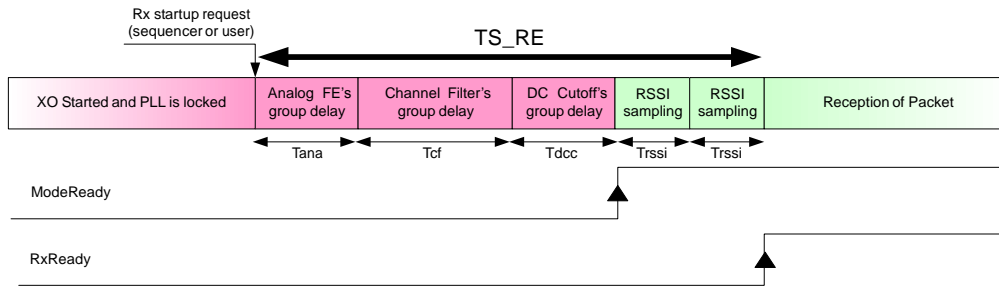 Rx startup request
(sequencer or user)
TS_RE
XO Started and PLL is locked
Analog FE's
group delay
Channel Filter's
group delay
DC Cutoff's
group delay
RSSI
sampling
RSSI
sampling
Reception of Packet
Tana
Tcf
Tdcc
Trssi
Trssi
ModeReady
RxReady